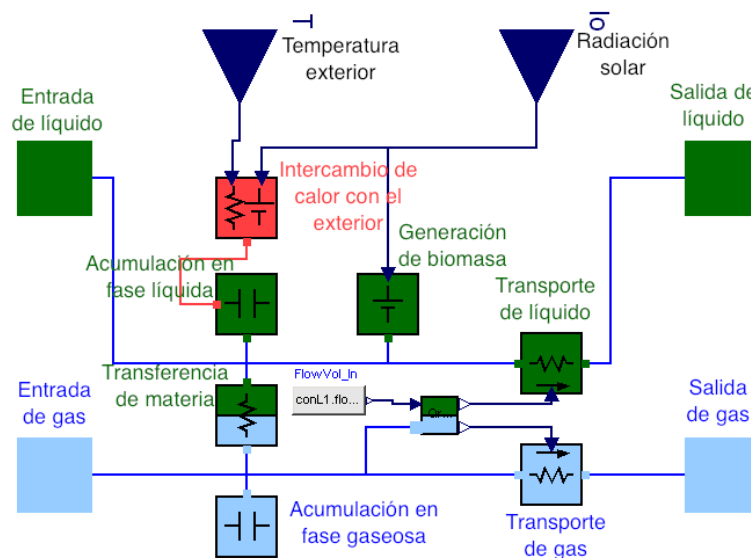 T
Io
Temperatura
exterior
Radiación
solar
Entrada
de líquido
Salida de
líquido
Intercambio de
calor con el
exterior
Generación
de biomasa
Acumulación en
fase líquida
Transporte
de líquido
Transferencia
de materia
FlowVol_In
conL1.flo...
Entrada
de gas
Salida
de gas
Acumulación en
fase gaseosa
Transporte
de gas